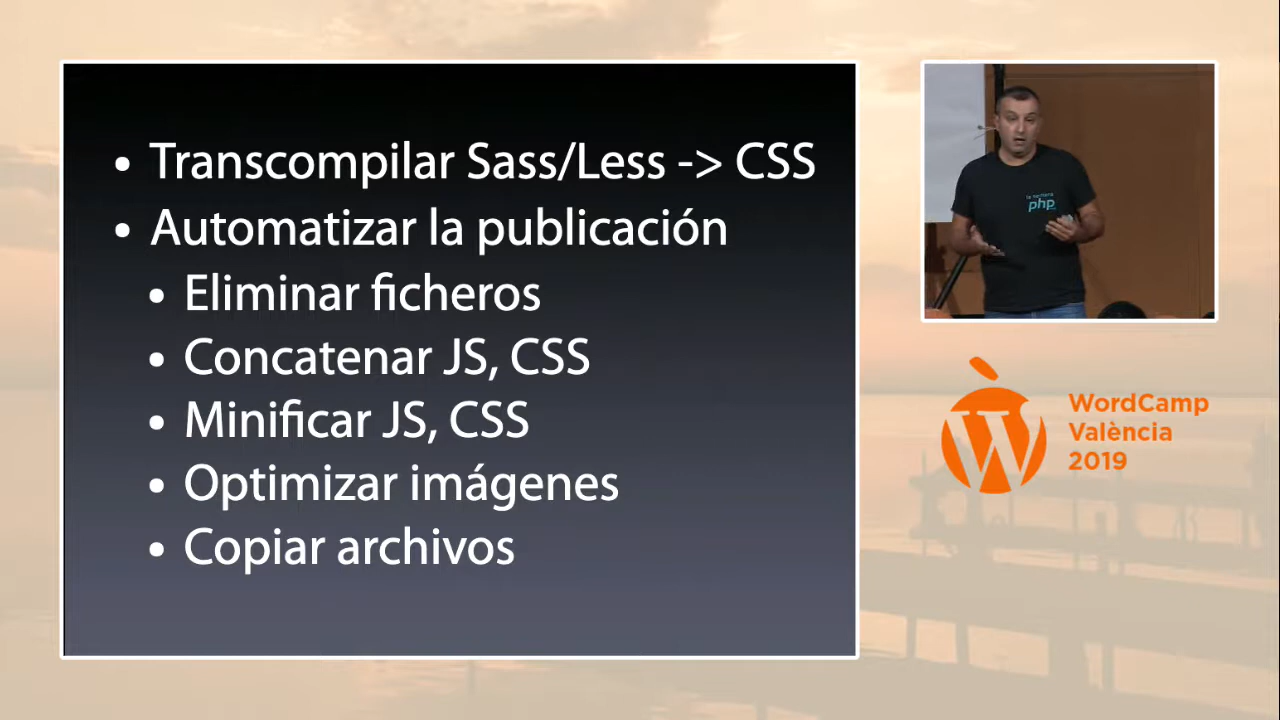 • Transcompilar Sass/Less -> CSS
• Automatizar la publicación
• Eliminar ficheros
• Concatenar JS, CSS
• Minificar JS, CSS
• Optimizar imágenes
• Copiar archivos
php
WordCamp
València
2019